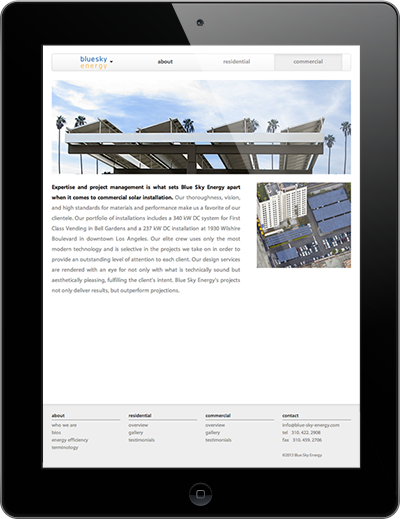 bluesky
energy
about
residential
commercial
Expertise and project management is what sets Blue Sky Energy apart
when it comes to commercial solar installation. Our thoroughness, vision,
and high standards for materials and performance make us a favorite of our
clientele. Our portfolio of installations includes a 340 kW DC system for First
Class Vending in Bell Gardens and a 237 kW DC installation at 1930 Wilshire
Boulevard in downtown Los Angeles. Our elite crew uses only the most
modern technology and is selective in the projects we take on in order to
provide an outstanding level of attention to each client. Our design services
are rendered with an eye for not only with what is technically sound but
aesthetically pleasing, fulfilling the client's intent. Blue Sky Energy's projects
not only deliver results, but outperform projections.
about
who we are
bios
energy efficiency
terminology
residential
overview
gallery
testimonials
commercial
overview
gallery
testimonials
contact
info@blue-sky-energy.com
tel 310. 422. 2908
fax 310. 459. 2706
©2013 Blue Sky Energy